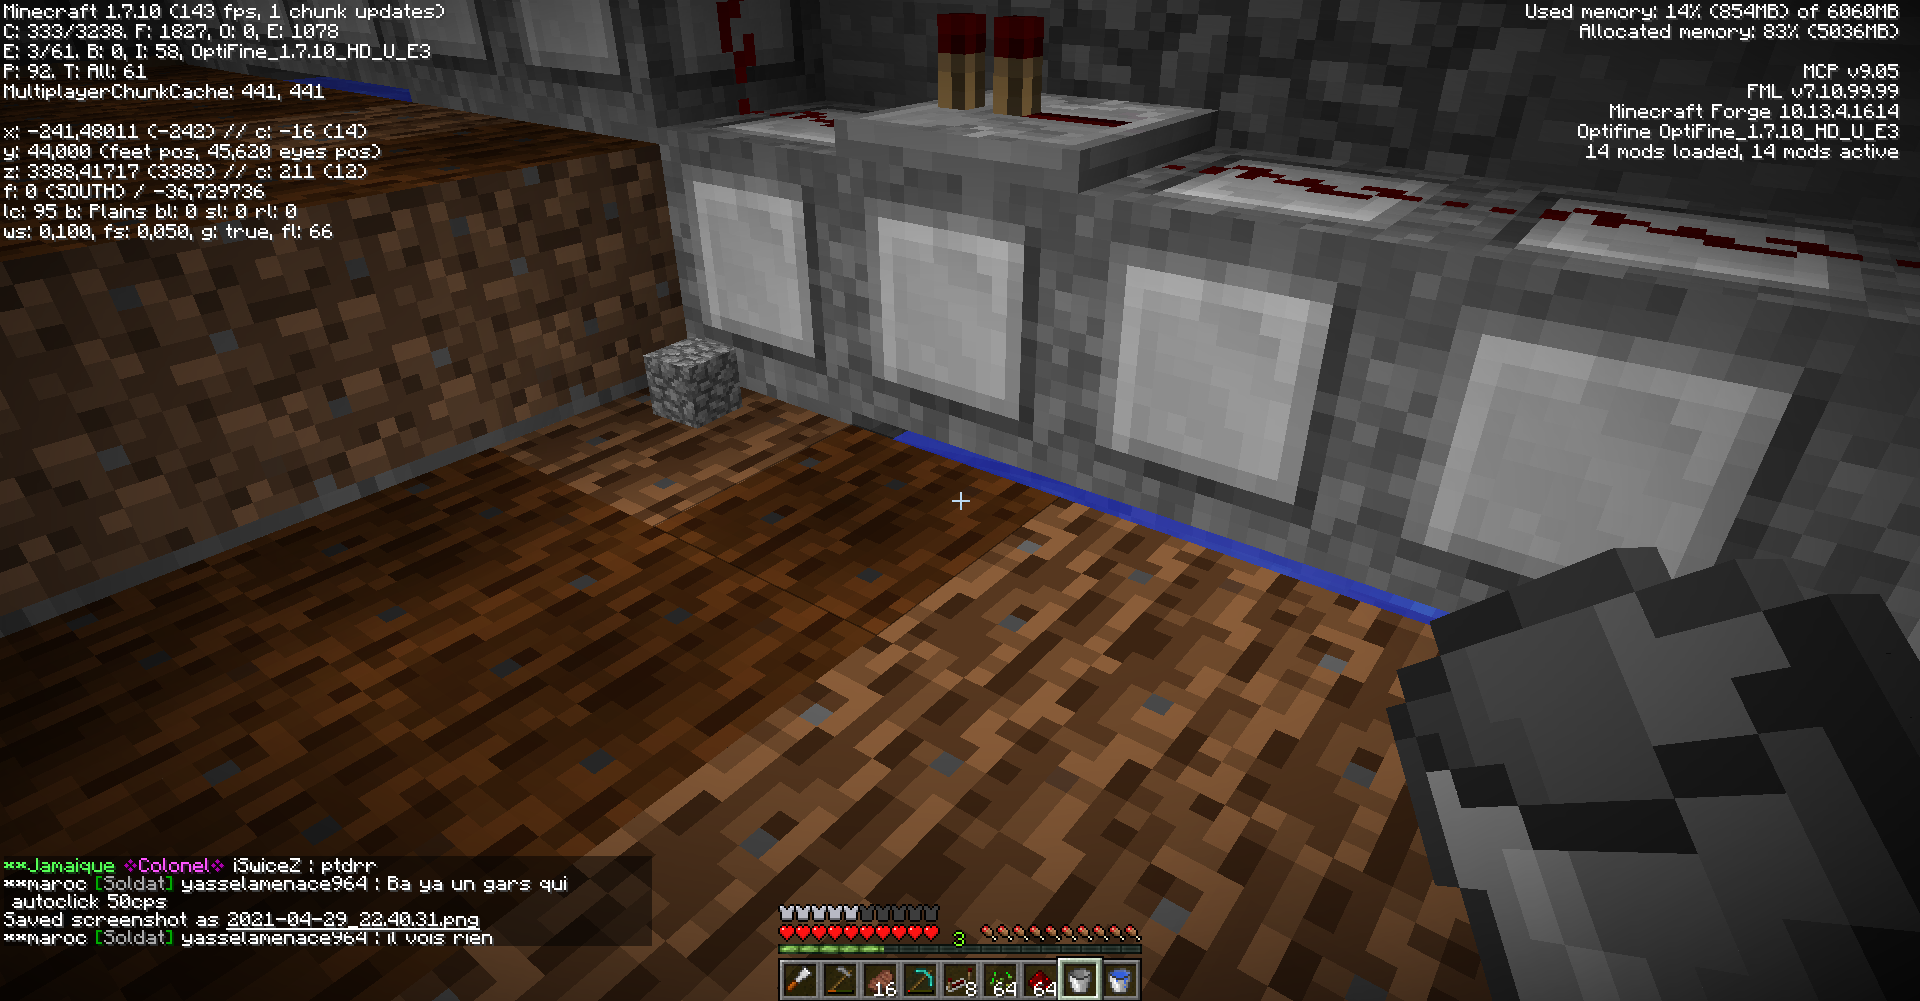 Minecraft 1.7.10 (143 fps, 1 chunk updates)
C: 333/3238. F: 1827, O: 0, E: 1078
E: 3/61. B: 0, I: 58, OptiFine_1.7.10_HD_U_E3
P: 92. T: All: 61
MultiplayerChunkCache: 441, 441
x: -241,48011 (-242) // c: -16 (14)
y: 44,000 (feet pos, 45,620 eyes pos)
z: 3388,41717 (3388) // c: 211 (12)
f: 0 (SOUTH) / -36,729736
lc: 95 b: Plains bl: 0 sl: 0 rl: 0
ws: 0,100, fs: 0,050, g: true, fl: 66
Used memory: 14% (854MB) of 6060MB
Allocated memory: 83% (5036MB)
MCP v9.05
FML v7.10.99.99
Minecraft Forge 10.13.4.1614
Optifine OptiFine_1.7.10_HD_U_E3
14 mods loaded, 14 mods active
**Jamaique ❖Colonel❖ iSwiceZ : ptdrr
**maroc [Soldat] yasselamenace964 : Ba ya un gars qui
autoclick 50cps
Saved screenshot as 2021-04-29_22.40.31.png
**maroc [Soldat] yasselamenace964 : il vois rien
3
16 8 64 64